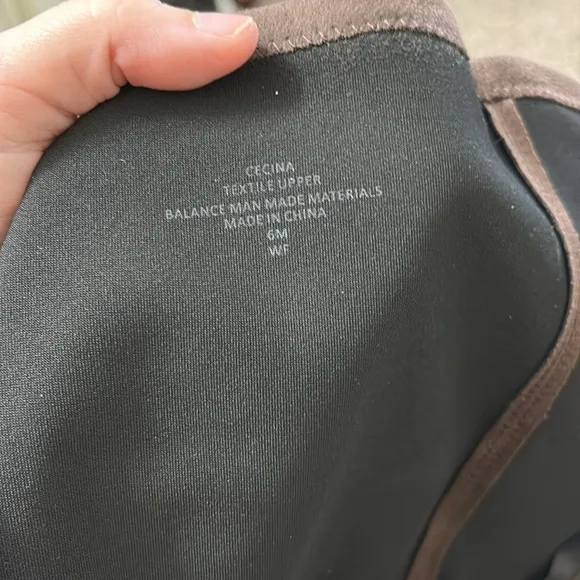 CECINA
TEXTILE UPPER
BALANCE MAN MADE MATERIALS
MADE IN CHINA
6M
WF